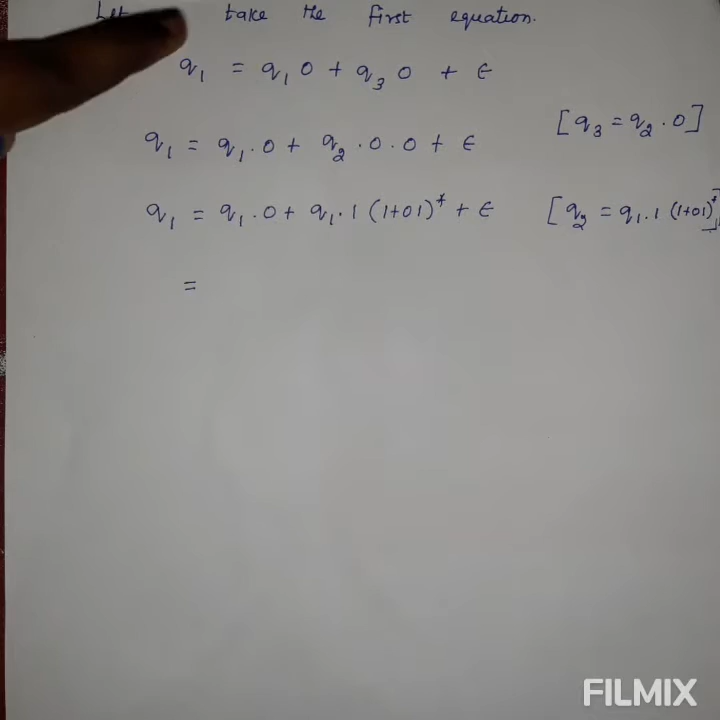 Let take the first equation.
q₁ = q₁ 0 + q₃ 0 + ϵ
q₁ = q₁ . 0 + q₂ . 0 . 0 + ϵ [q₃ = q₂ . 0]
q₁ = q₁ . 0 + q₁ . 1 (1+01)* + ϵ [q₂ = q₁ . 1 (1+01)*]
=
FILMIX